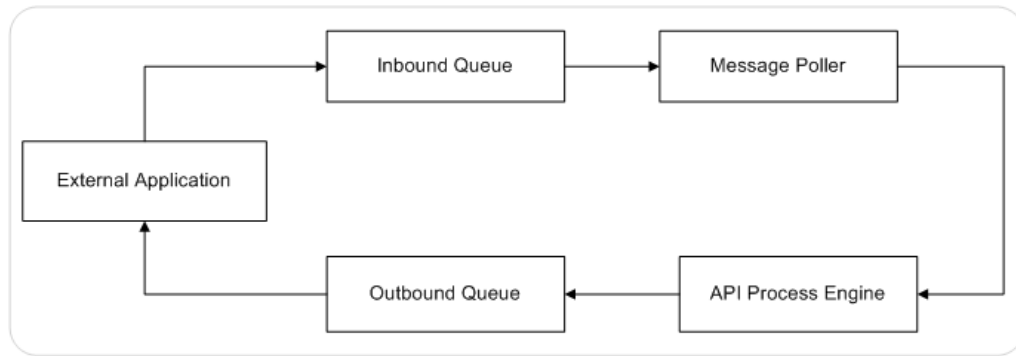 Inbound Queue
Message Poller
External Application
Outbound Queue
API Process Engine